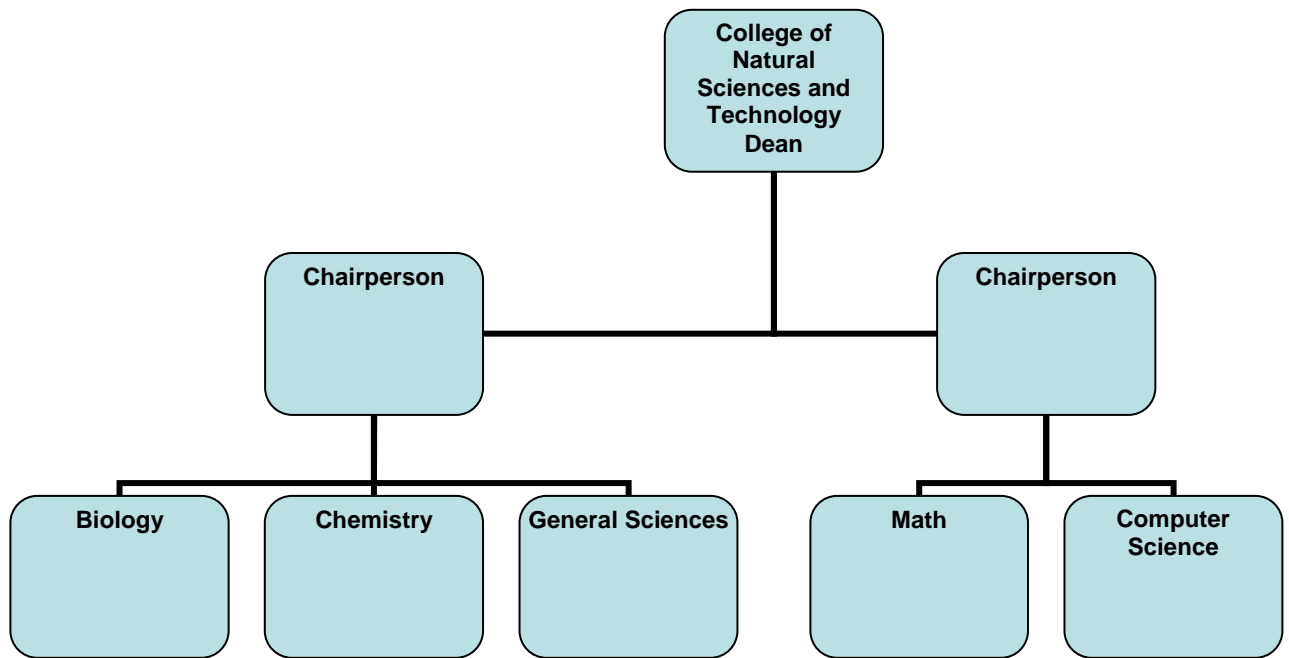 College of
Natural
Sciences and
Technology
Dean
Chairperson
Chairperson
Biology
Chemistry
General Sciences
Math
Computer
Science